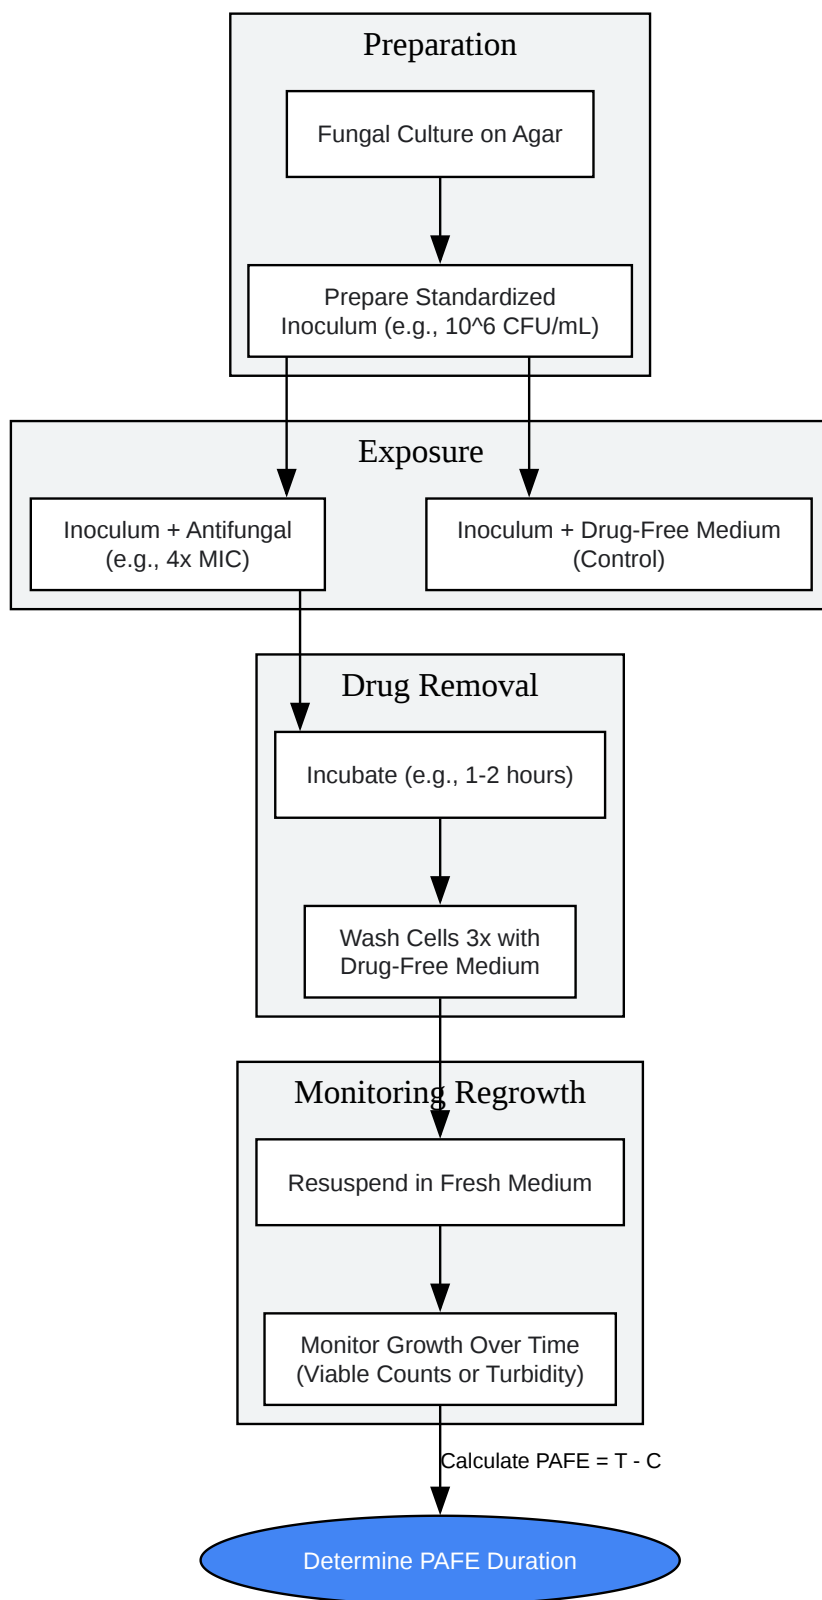 Preparation
Fungal Culture on Agar
Prepare Standardized
Inoculum (e.g., 10^6 CFU/mL)
Exposure
Inoculum + Antifungal
(e.g., 4x MIC)
Inoculum + Drug-Free Medium
(Control)
Drug Removal
Incubate (e.g., 1-2 hours)
Wash Cells 3x with
Drug-Free Medium
Monitoring Regrowth
Resuspend in Fresh Medium
Monitor Growth Over Time
(Viable Counts or Turbidity)
Calculate PAFE = T - C
Determine PAFE Duration